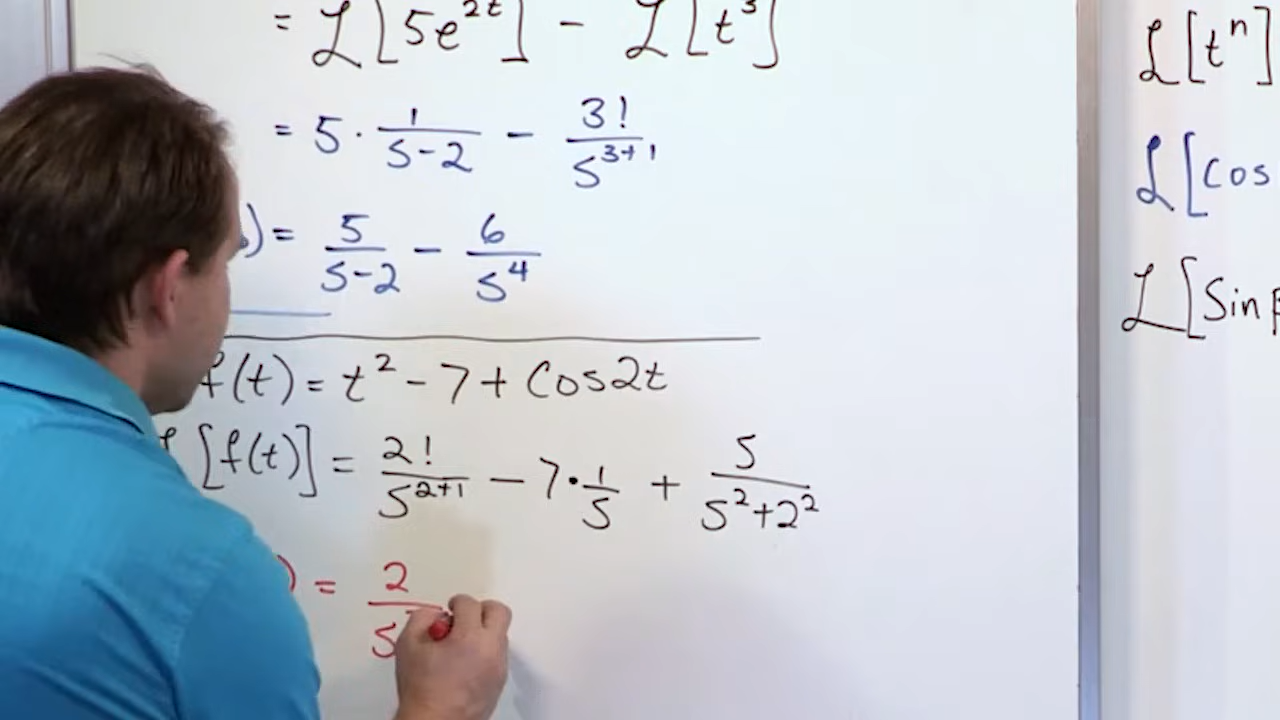 = ℒ[5e^{2t}] - ℒ[t^3]
= 5 · 1/(s-2) - 3!/s^{3+1}
) = 5/(s-2) - 6/s^4
f(t) = t^2 - 7 + Cos2t
[f(t)] = 2!/s^{2+1} - 7 · 1/s + s/(s^2+2^2)
) = 2/s
ℒ[t^n]
ℒ[Cos
ℒ[Sin β